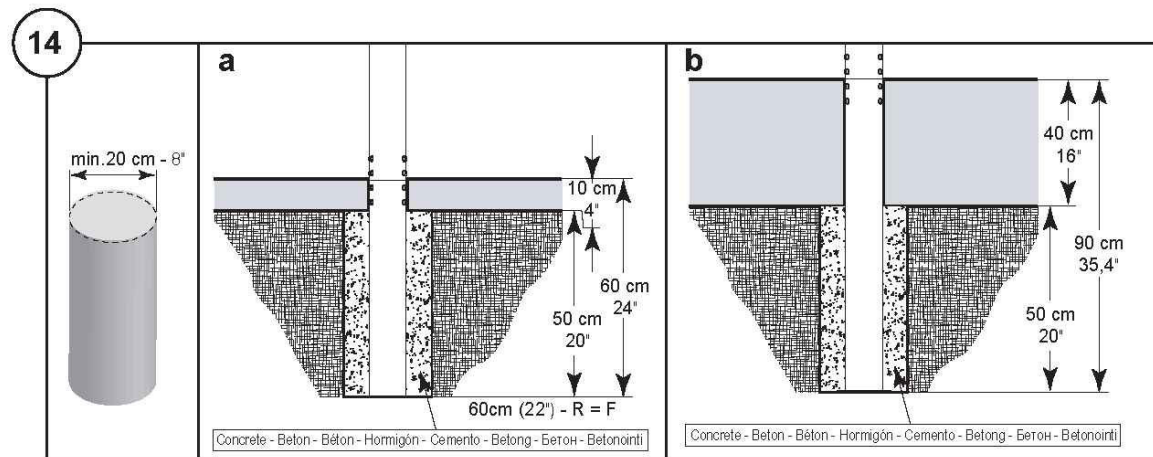 14
min.20 cm - 8"
a
10 cm
4"
60 cm
24"
50 cm
20"
60cm (22") - R = F
Concrete - Beton - Béton - Hormigón - Cemento - Betong - Бетон - Betonointi
b
40 cm
16"
90 cm
35,4"
50 cm
20"
Concrete - Beton - Béton - Hormigón - Cemento - Betong - Бетон - Betonointi